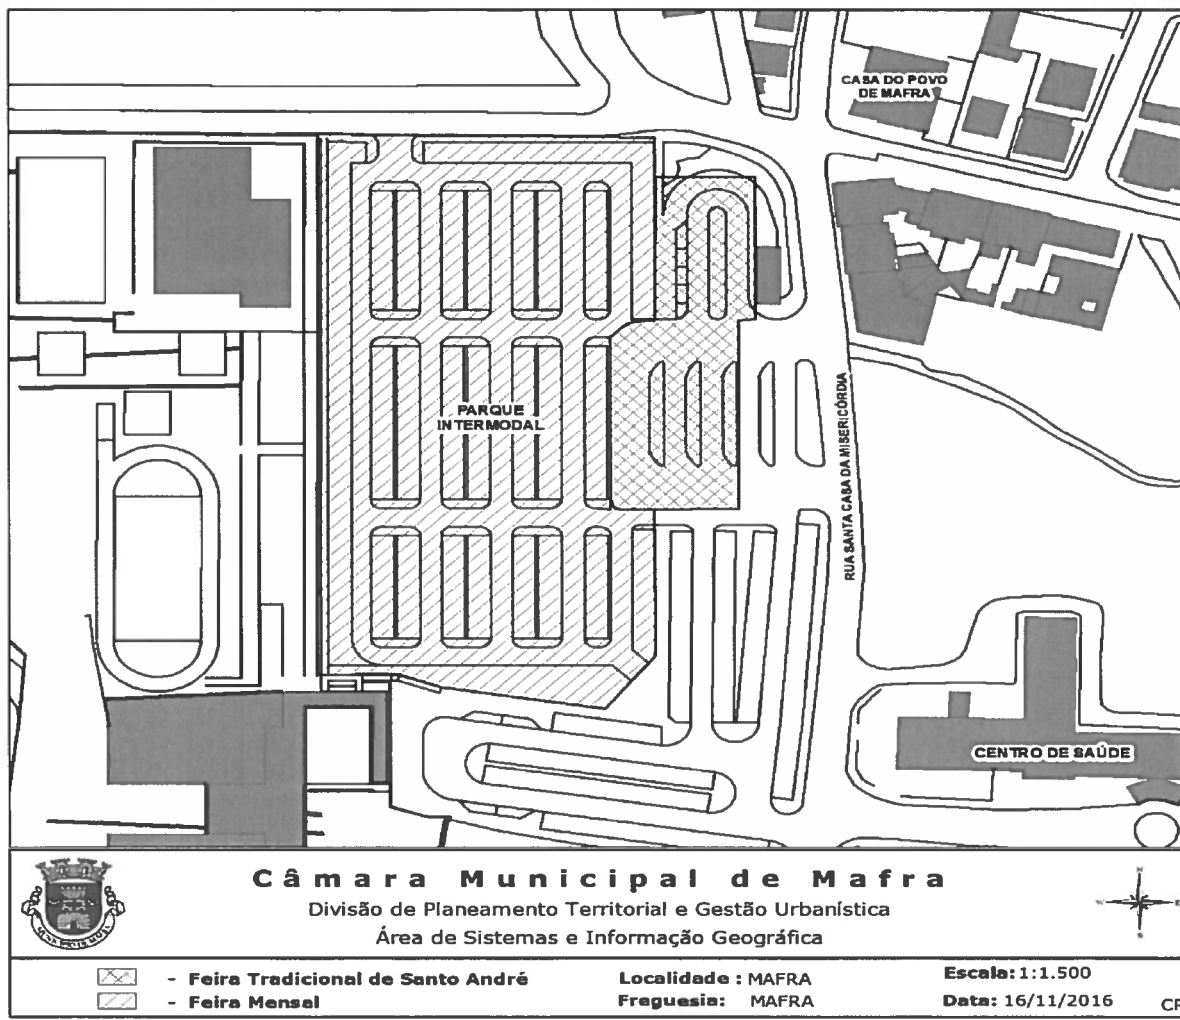 CASA DO POVO
DE MAFRA
PARQUE
INTERMODAL
RUA SANTA CASA DA MISERICÓRDIA
CENTRO DE SAÚDE
Câmara Municipal de Mafra
Divisão de Planeamento Territorial e Gestão Urbanística
Área de Sistemas e Informação Geográfica
N
W
E
S
- Feira Tradicional de Santo André
- Feira Mensal
Localidade : MAFRA
Freguesia: MAFRA
Escala: 1:1.500
Data: 16/11/2016